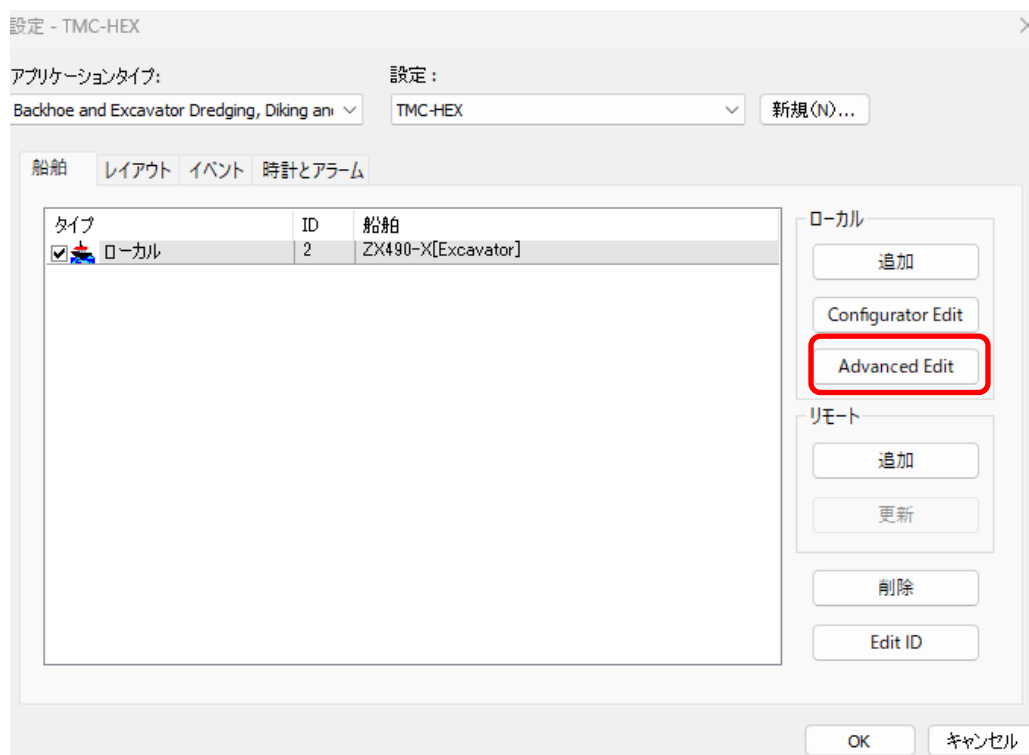 設定 - TMC-HEX
アプリケーションタイプ:
設定 :
Backhoe and Excavator Dredging, Diking an
TMC-HEX
新規(N)...
船舶
レイアウト
イベント
時計とアラーム
タイプ
ID
船舶
ローカル
2
ZX490-X[Excavator]
ローカル
追加
Configurator Edit
Advanced Edit
リモート
追加
更新
削除
Edit ID
OK
キャンセル